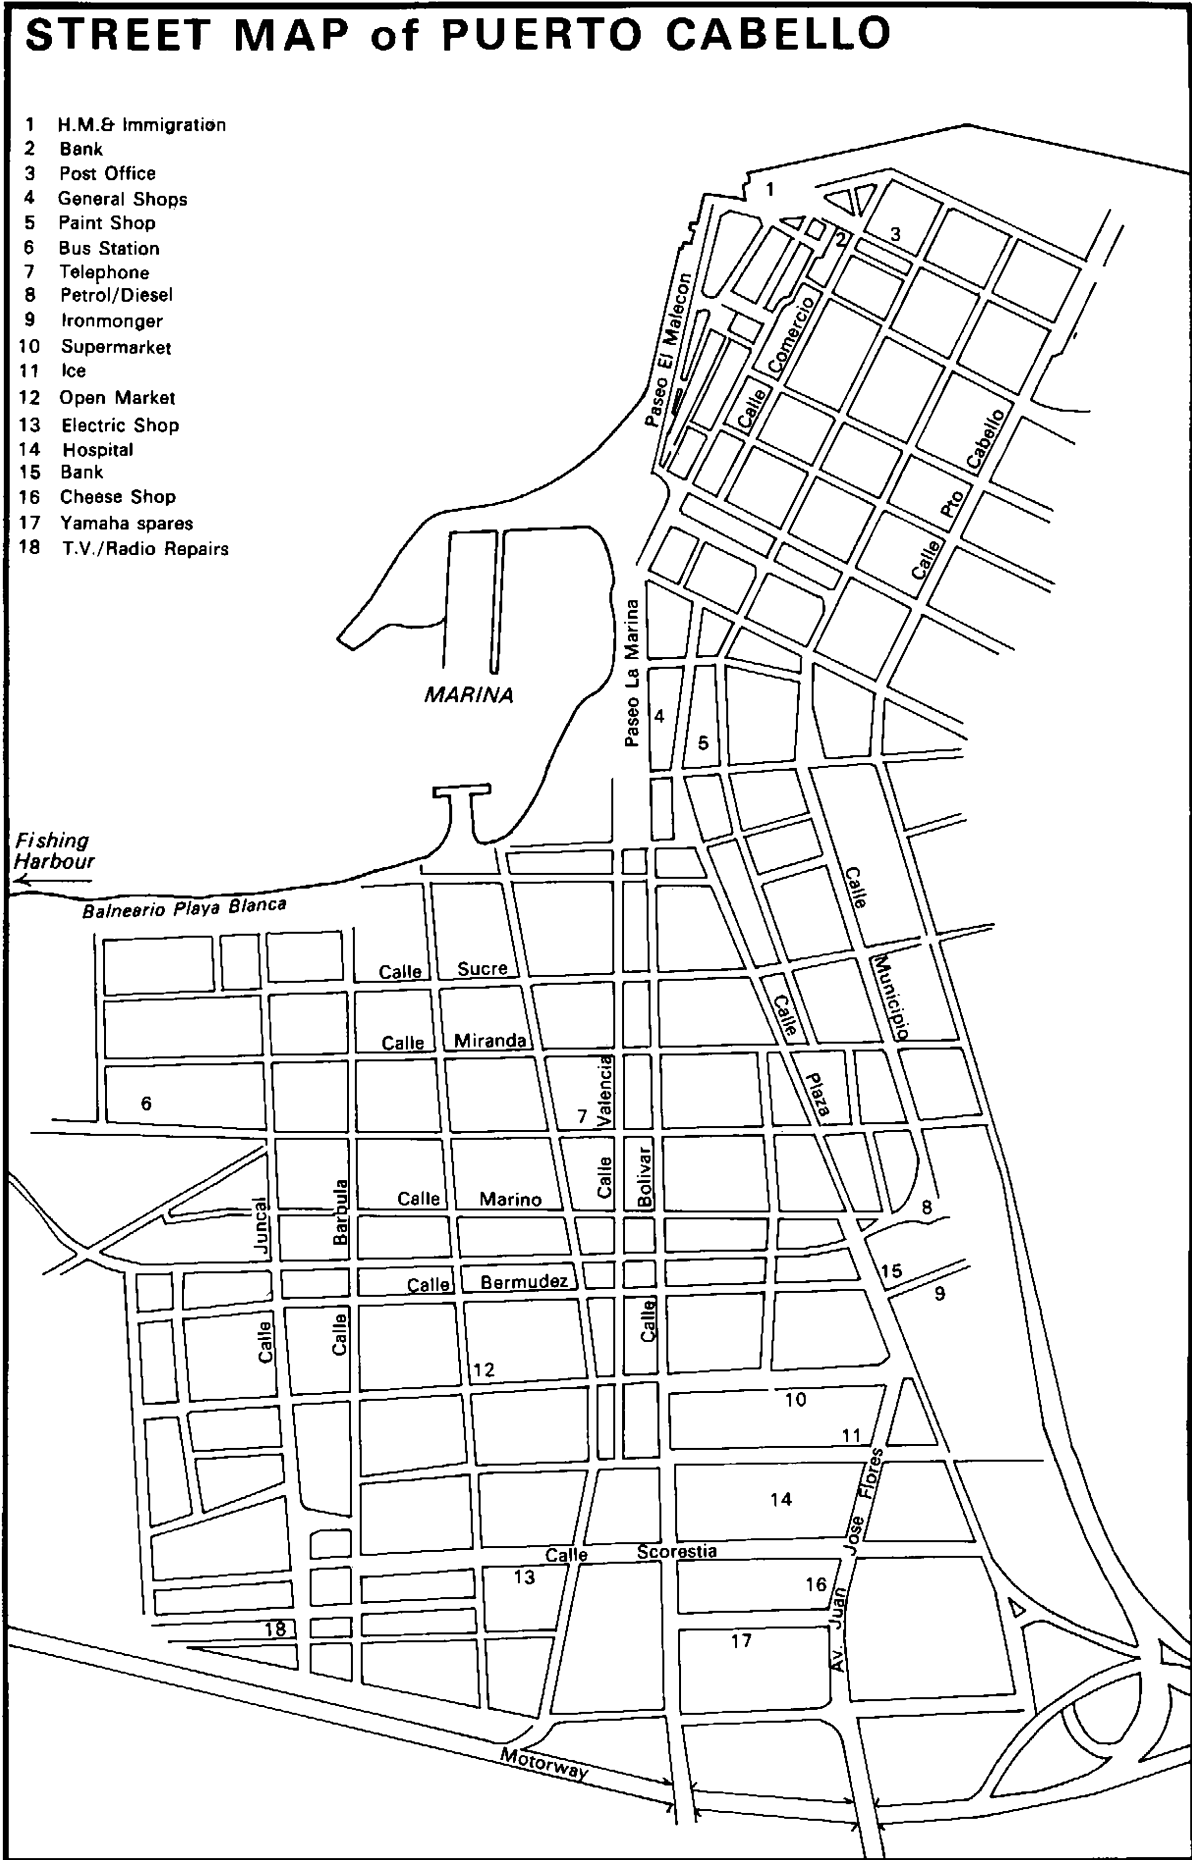 STREET MAP of PUERTO CABELLO
1 H.M.& Immigration
2 Bank
3 Post Office
4 General Shops
5 Paint Shop
6 Bus Station
7 Telephone
8 Petrol/Diesel
9 Ironmonger
10 Supermarket
11 Ice
12 Open Market
13 Electric Shop
14 Hospital
15 Bank
16 Cheese Shop
17 Yamaha spares
18 T.V./Radio Repairs
1
2
3
Paseo El Malecon
Calle Comercio
Calle Pto Cabello
MARINA
Paseo La Marina
4
5
Fishing
Harbour
Balneario Playa Blanca
Calle Municipio
Calle Sucre
Calle Plaza
Calle Miranda
6
7
Calle Valencia
Calle Bolivar
Calle Juncal
Calle Barbula
Calle Marino
8
Calle Bermudez
15
9
12
10
11
14
Av. Juan Jose Flores
Calle Scorestia
13
16
18
17
Motorway